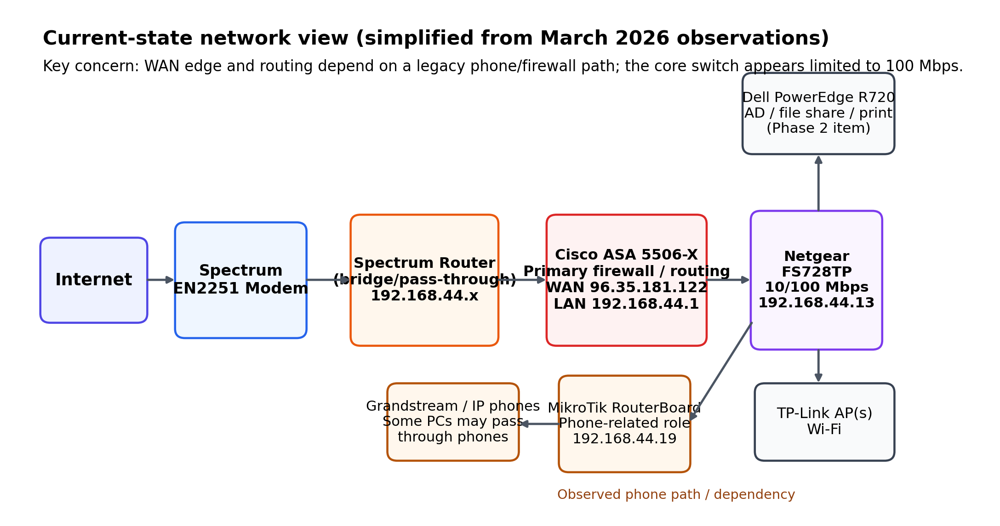 Current-state network view (simplified from March 2026 observations)
Key concern: WAN edge and routing depend on a legacy phone/firewall path; the core switch appears limited to 100 Mbps.
Dell PowerEdge R720
AD / file share / print
(Phase 2 item)
Internet
Spectrum
EN2251 Modem
Spectrum Router
(bridge/pass-through)
192.168.44.x
Cisco ASA 5506-X
Primary firewall / routing
WAN 96.35.181.122
LAN 192.168.44.1
Netgear
FS728TP
10/100 Mbps
192.168.44.13
Grandstream / IP phones
Some PCs may pass
through phones
MikroTik RouterBoard
Phone-related role
192.168.44.19
TP-Link AP(s)
Wi-Fi
Observed phone path / dependency